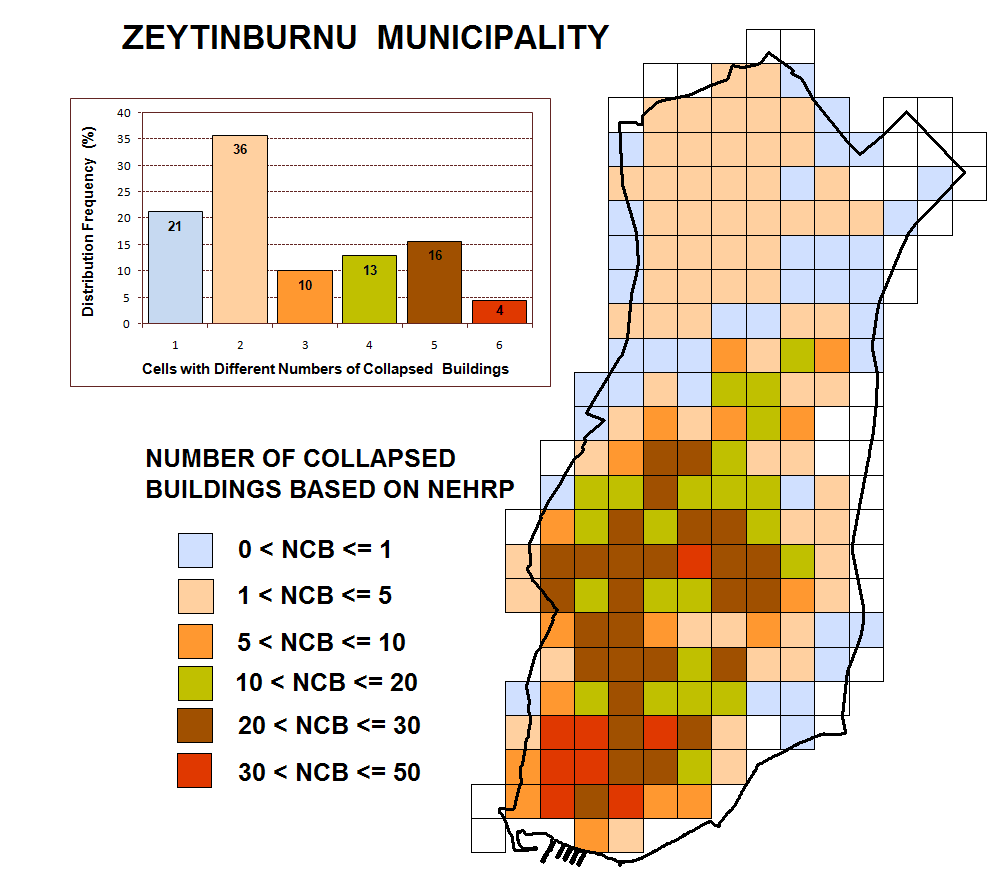 ZEYTINBURNU MUNICIPALITY
Distribution Frequency (%)
40
35
30
25
20
15
10
5
0
21
36
10
13
16
4
1 2 3 4 5 6
Cells with Different Numbers of Collapsed Buildings
NUMBER OF COLLAPSED
BUILDINGS BASED ON NEHRP
0 < NCB <= 1
1 < NCB <= 5
5 < NCB <= 10
10 < NCB <= 20
20 < NCB <= 30
30 < NCB <= 50